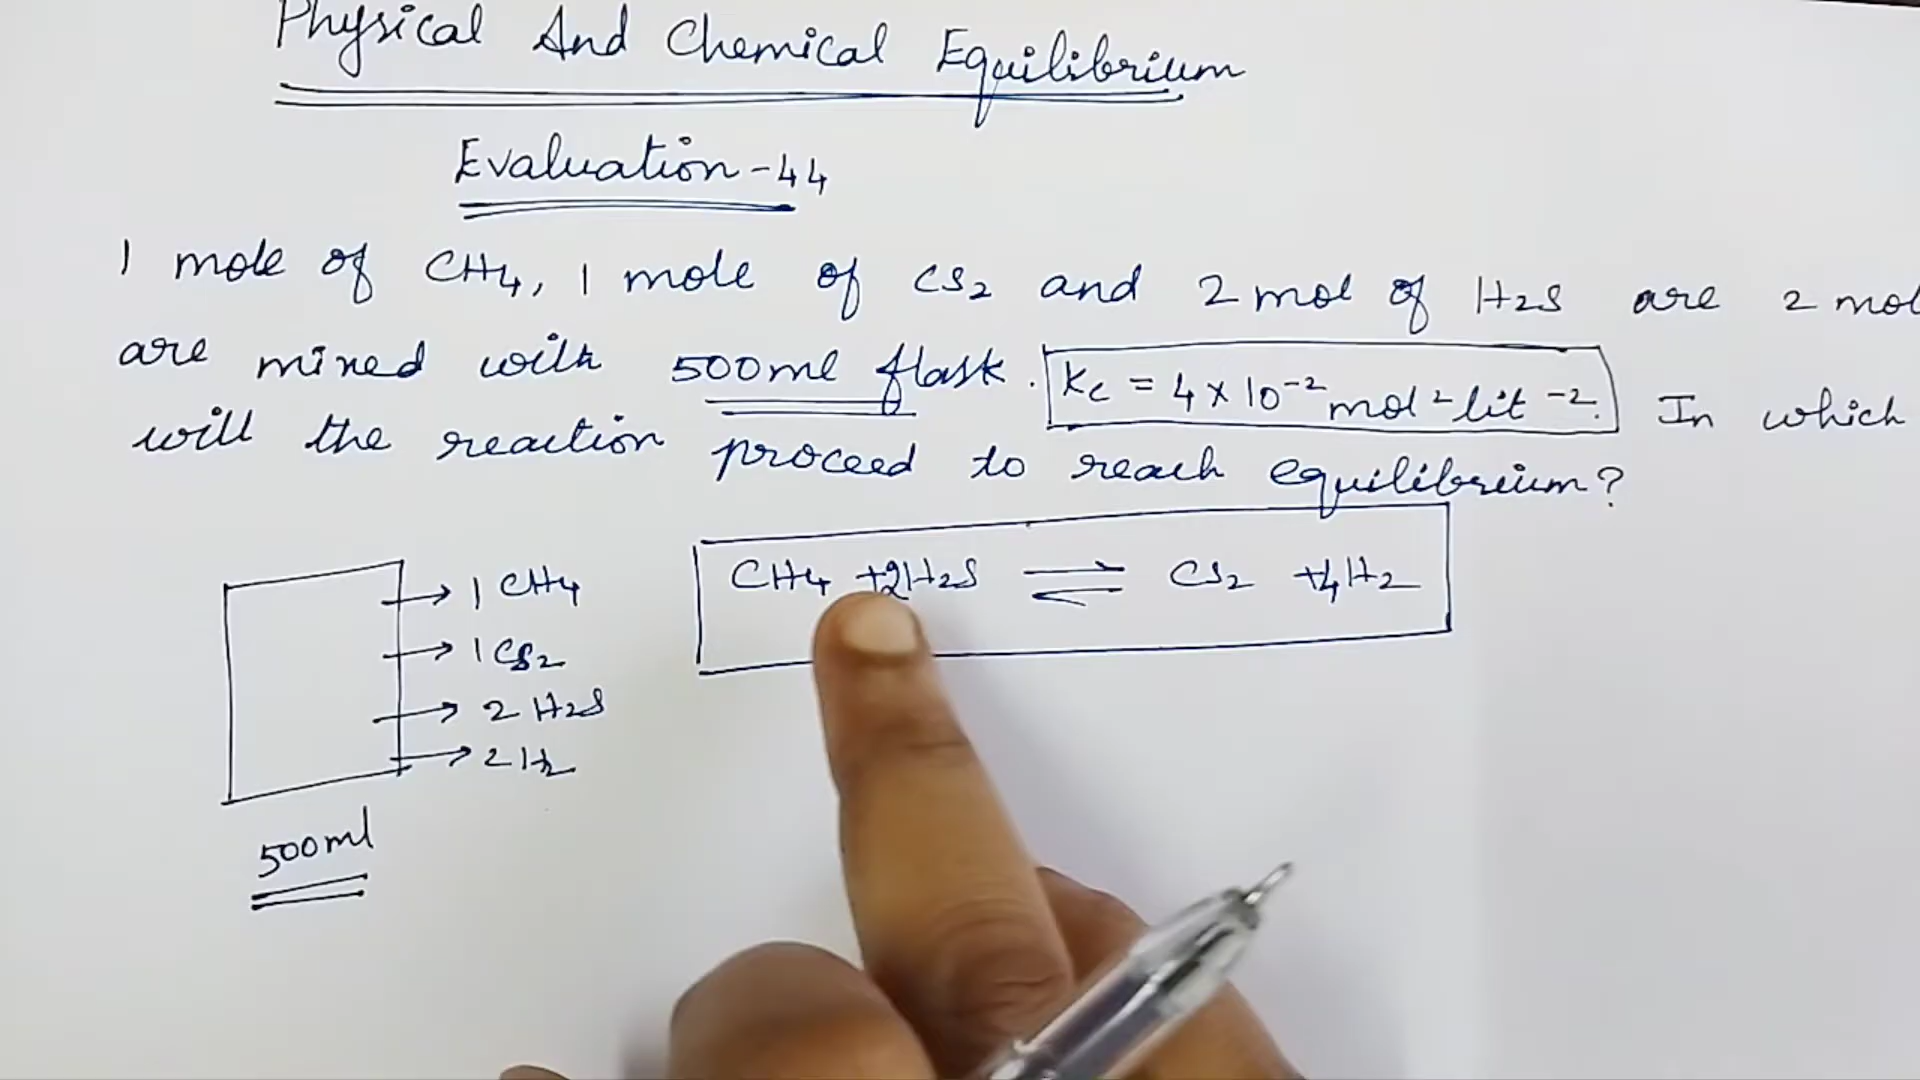 Physical And Chemical Equilibrium
Evaluation-44
1 mole of CH4, 1 mole of CS2 and 2 mol of H2S are 2 mol
are mixed with 500ml flask. Kc = 4 x 10⁻² mol² lit⁻². In which
will the reaction proceed to reach equilibrium?
CH4 + 2H2S ⇌ CS2 + 4H2
1 CH4
1 CS2
2 H2S
2 H2
500ml